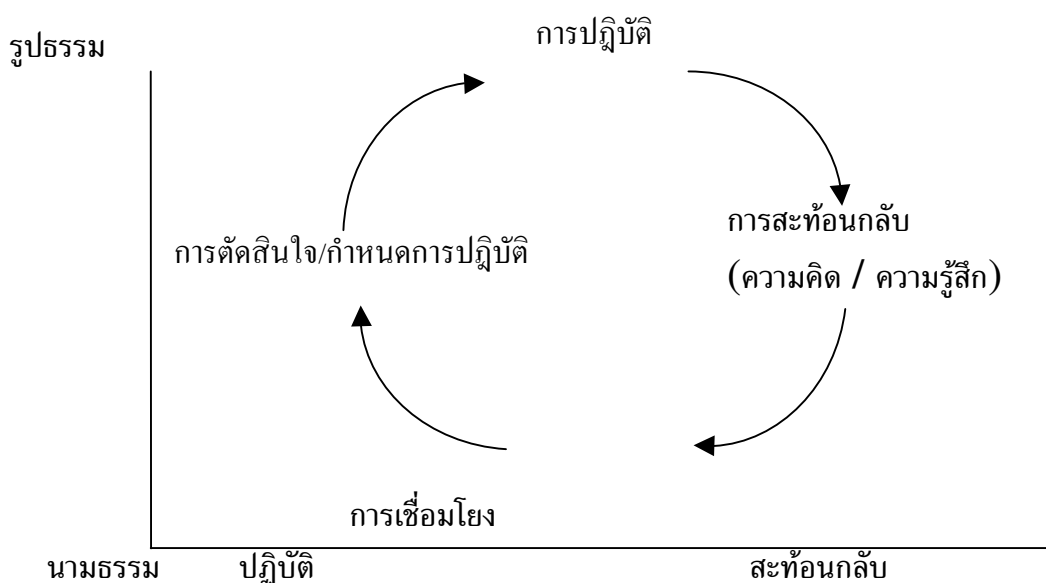 การปฎิบัติ
รูปธรรม
การสะท้อนกลับ
(ความคิด / ความรู้สึก)
การตัดสินใจ/กำหนดการปฎิบัติ
การเชื่อมโยง
นามธรรม
ปฎิบัติ
สะท้อนกลับ